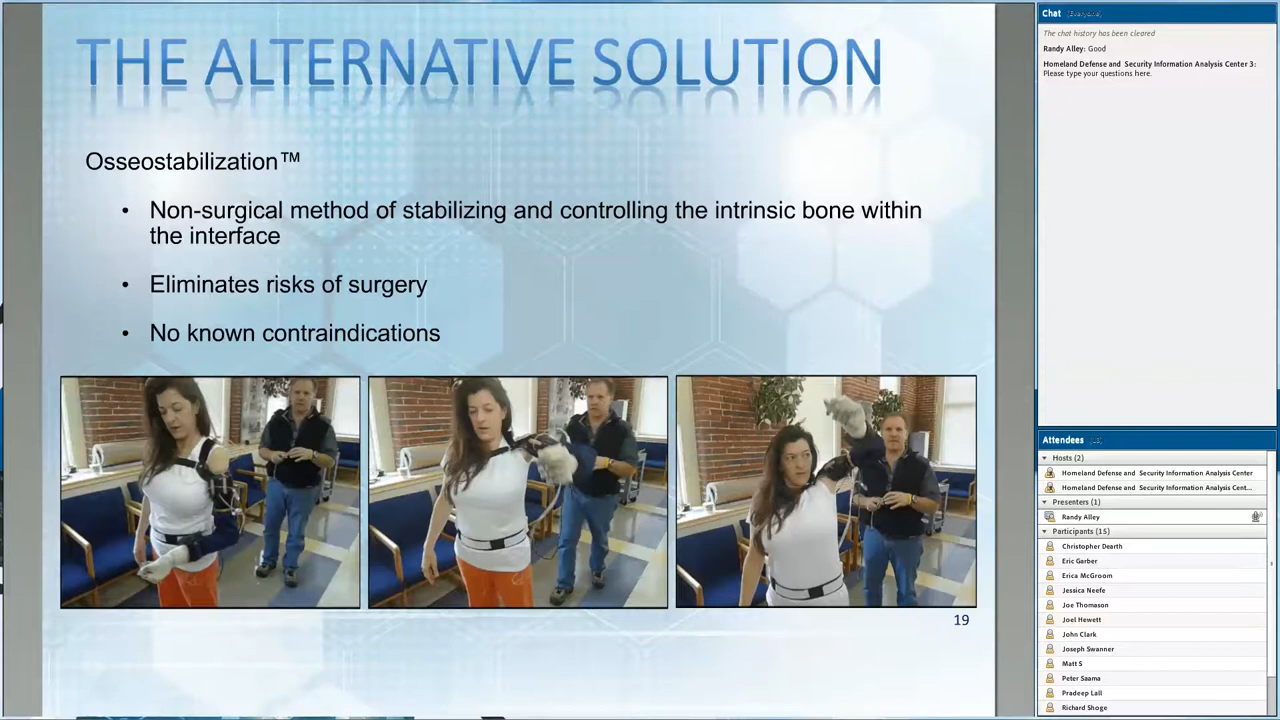 THE ALTERNATIVE SOLUTION
Osseostabilization™
• Non-surgical method of stabilizing and controlling the intrinsic bone within
the interface
• Eliminates risks of surgery
• No known contraindications
19
Chat (Everyone)
The chat history has been cleared
Randy Alley: Good
Homeland Defense and Security Information Analysis Center 3:
Please type your questions here.
Attendees (18)
Hosts (2)
Homeland Defense and Security Information Analysis Center
Homeland Defense and Security Information Analysis Cent...
Presenters (1)
Randy Alley
Participants (15)
Christopher Dearth
Eric Garber
Erica McGroom
Jessica Neefe
Joe Thomason
Joel Hewett
John Clark
Joseph Swanner
Matt S
Peter Saama
Pradeep Lall
Richard Shoge